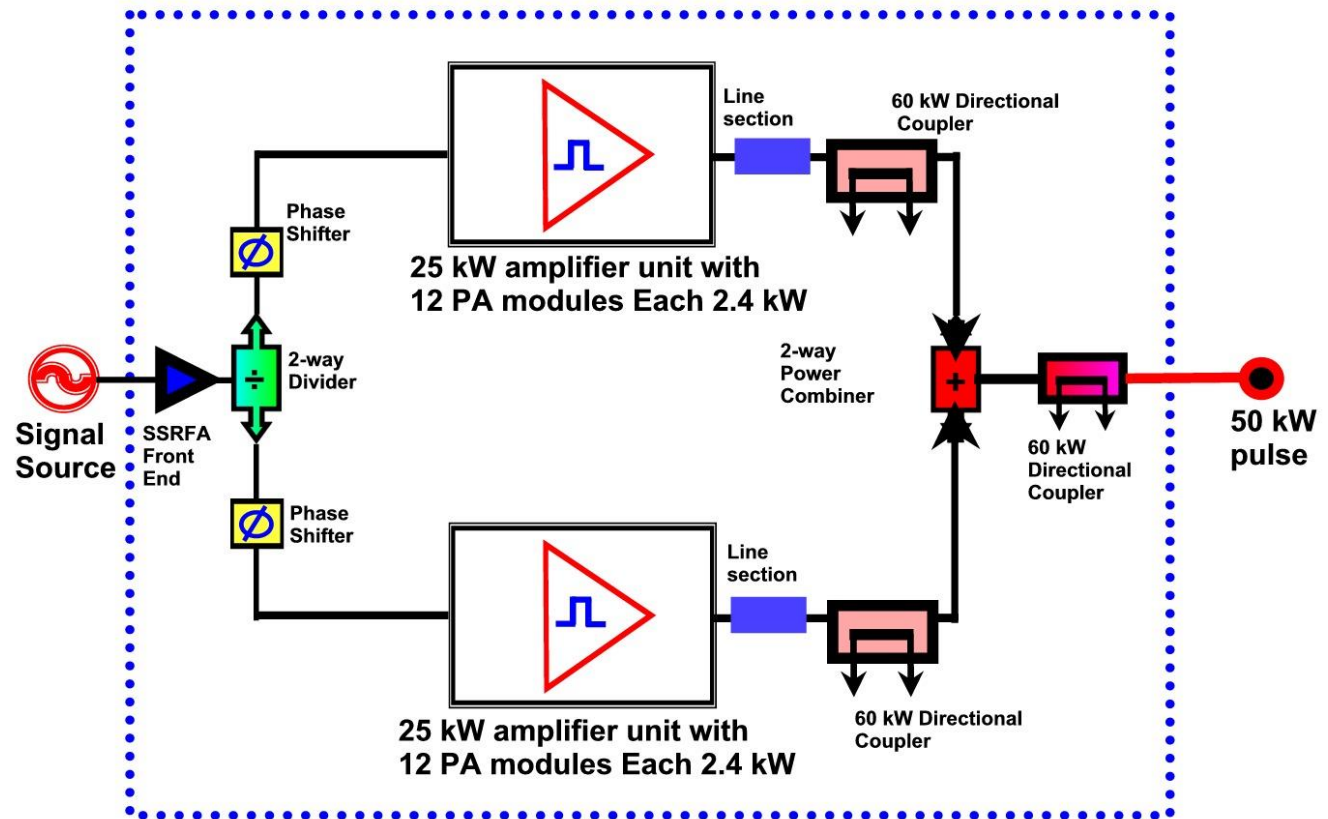 Line
section
60 kW Directional
Coupler
Phase
Shifter
25 kW amplifier unit with
12 PA modules Each 2.4 kW
Signal
Source
SSRFA
Front
End
÷
2-way
Divider
2-way
Power
Combiner
+
60 kW
Directional
Coupler
50 kW
pulse
Phase
Shifter
Line
section
25 kW amplifier unit with
12 PA modules Each 2.4 kW
60 kW Directional
Coupler